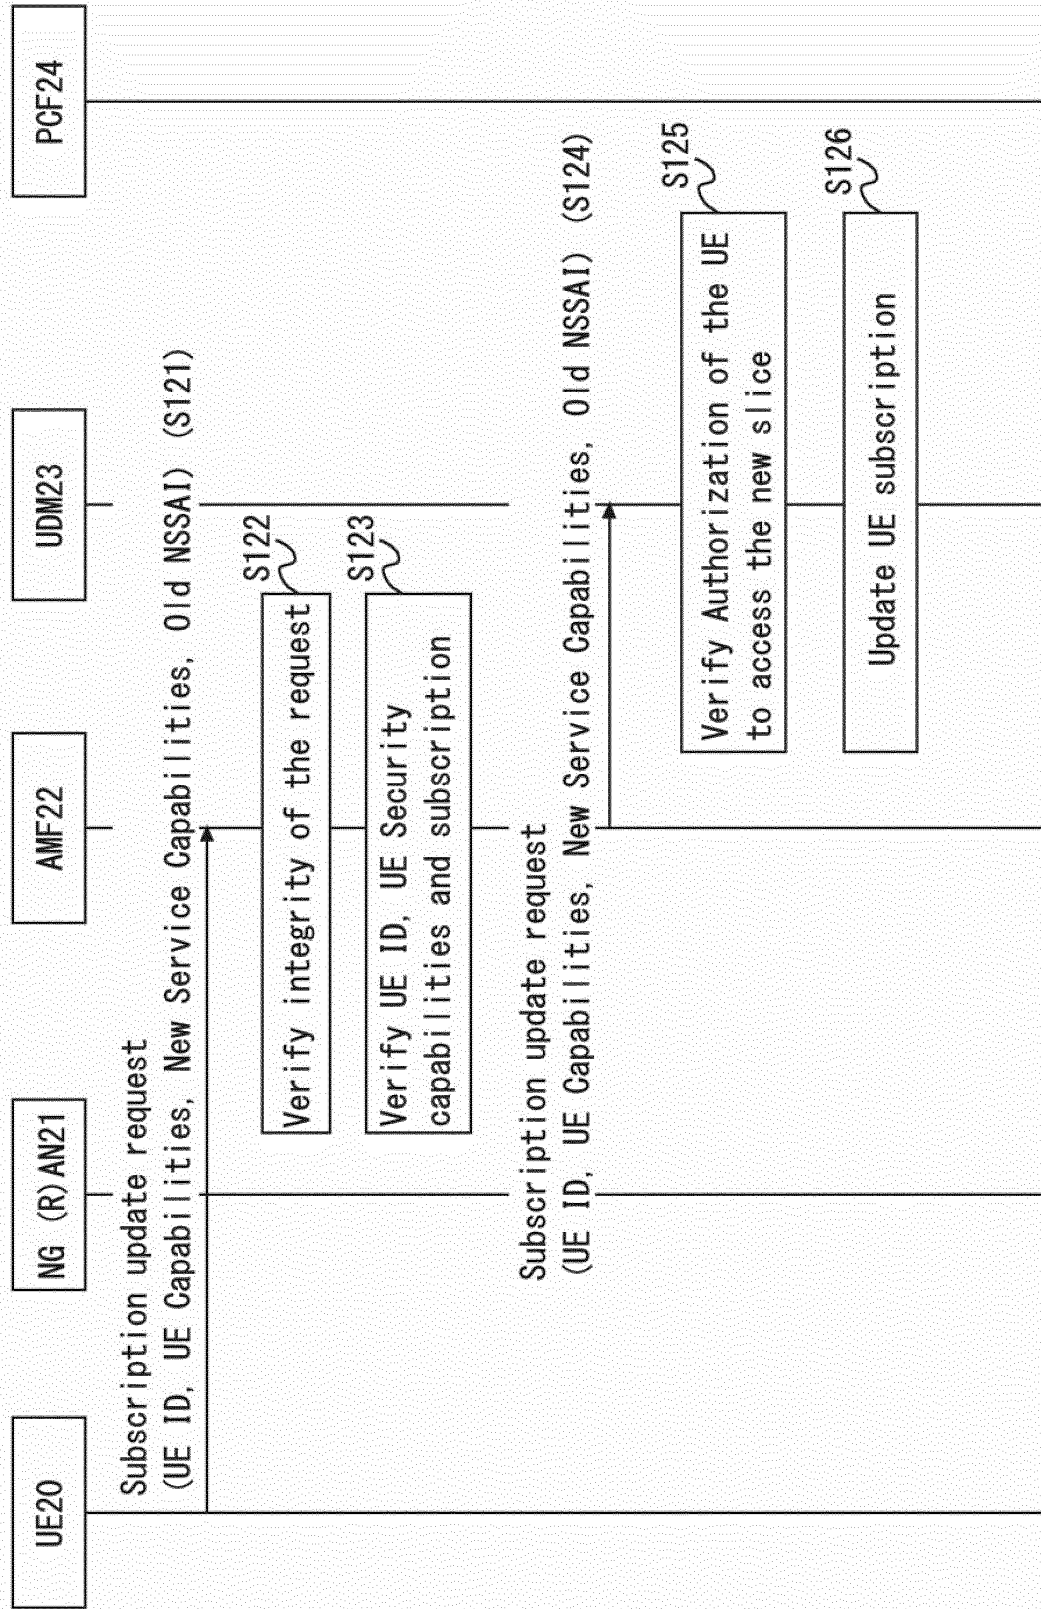 UE20
NG (R)AN21
AMF22
UDM23
PCF24
Subscription update request
(UE ID, UE Capabilities, New Service Capabilities, Old NSSAI) (S121)
S122
Verify integrity of the request
S123
Verify UE ID, UE Security
capabilities and subscription
Subscription update request
(UE ID, UE Capabilities, New Service Capabilities, Old NSSAI) (S124)
S125
Verify Authorization of the UE
to access the new slice
S126
Update UE subscription